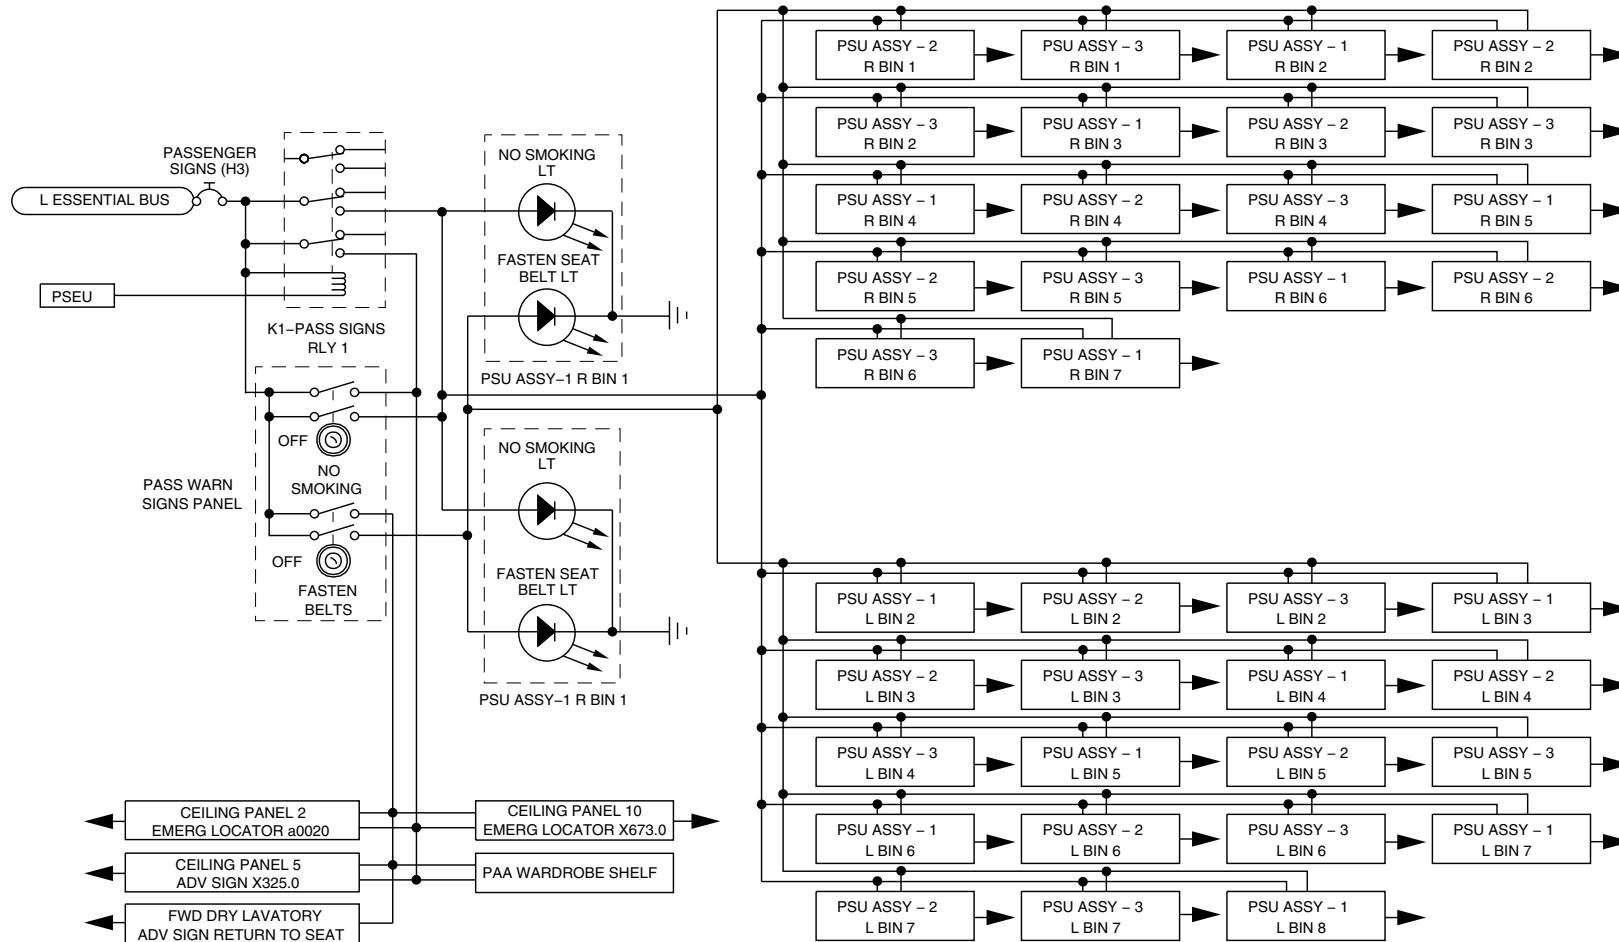 PASSENGER
SIGNS (H3)
L ESSENTIAL BUS
PSEU
K1–PASS SIGNS
RLY 1
NO SMOKING
LT
FASTEN SEAT
BELT LT
PSU ASSY–1 R BIN 1
OFF
NO
SMOKING
PASS WARN
SIGNS PANEL
OFF
FASTEN
BELTS
NO SMOKING
LT
FASTEN SEAT
BELT LT
PSU ASSY–1 R BIN 1
CEILING PANEL 2
EMERG LOCATOR a0020
CEILING PANEL 10
EMERG LOCATOR X673.0
CEILING PANEL 5
ADV SIGN X325.0
PAA WARDROBE SHELF
FWD DRY LAVATORY
ADV SIGN RETURN TO SEAT
PSU ASSY – 2
R BIN 1
PSU ASSY – 3
R BIN 1
PSU ASSY – 1
R BIN 2
PSU ASSY – 2
R BIN 2
PSU ASSY – 3
R BIN 2
PSU ASSY – 1
R BIN 3
PSU ASSY – 2
R BIN 3
PSU ASSY – 3
R BIN 3
PSU ASSY – 1
R BIN 4
PSU ASSY – 2
R BIN 4
PSU ASSY – 3
R BIN 4
PSU ASSY – 1
R BIN 5
PSU ASSY – 2
R BIN 5
PSU ASSY – 3
R BIN 5
PSU ASSY – 1
R BIN 6
PSU ASSY – 2
R BIN 6
PSU ASSY – 3
R BIN 6
PSU ASSY – 1
R BIN 7
PSU ASSY – 1
L BIN 2
PSU ASSY – 2
L BIN 2
PSU ASSY – 3
L BIN 2
PSU ASSY – 1
L BIN 3
PSU ASSY – 2
L BIN 3
PSU ASSY – 3
L BIN 3
PSU ASSY – 1
L BIN 4
PSU ASSY – 2
L BIN 4
PSU ASSY – 3
L BIN 4
PSU ASSY – 1
L BIN 5
PSU ASSY – 2
L BIN 5
PSU ASSY – 3
L BIN 5
PSU ASSY – 1
L BIN 6
PSU ASSY – 2
L BIN 6
PSU ASSY – 3
L BIN 6
PSU ASSY – 1
L BIN 7
PSU ASSY – 2
L BIN 7
PSU ASSY – 3
L BIN 7
PSU ASSY – 1
L BIN 8